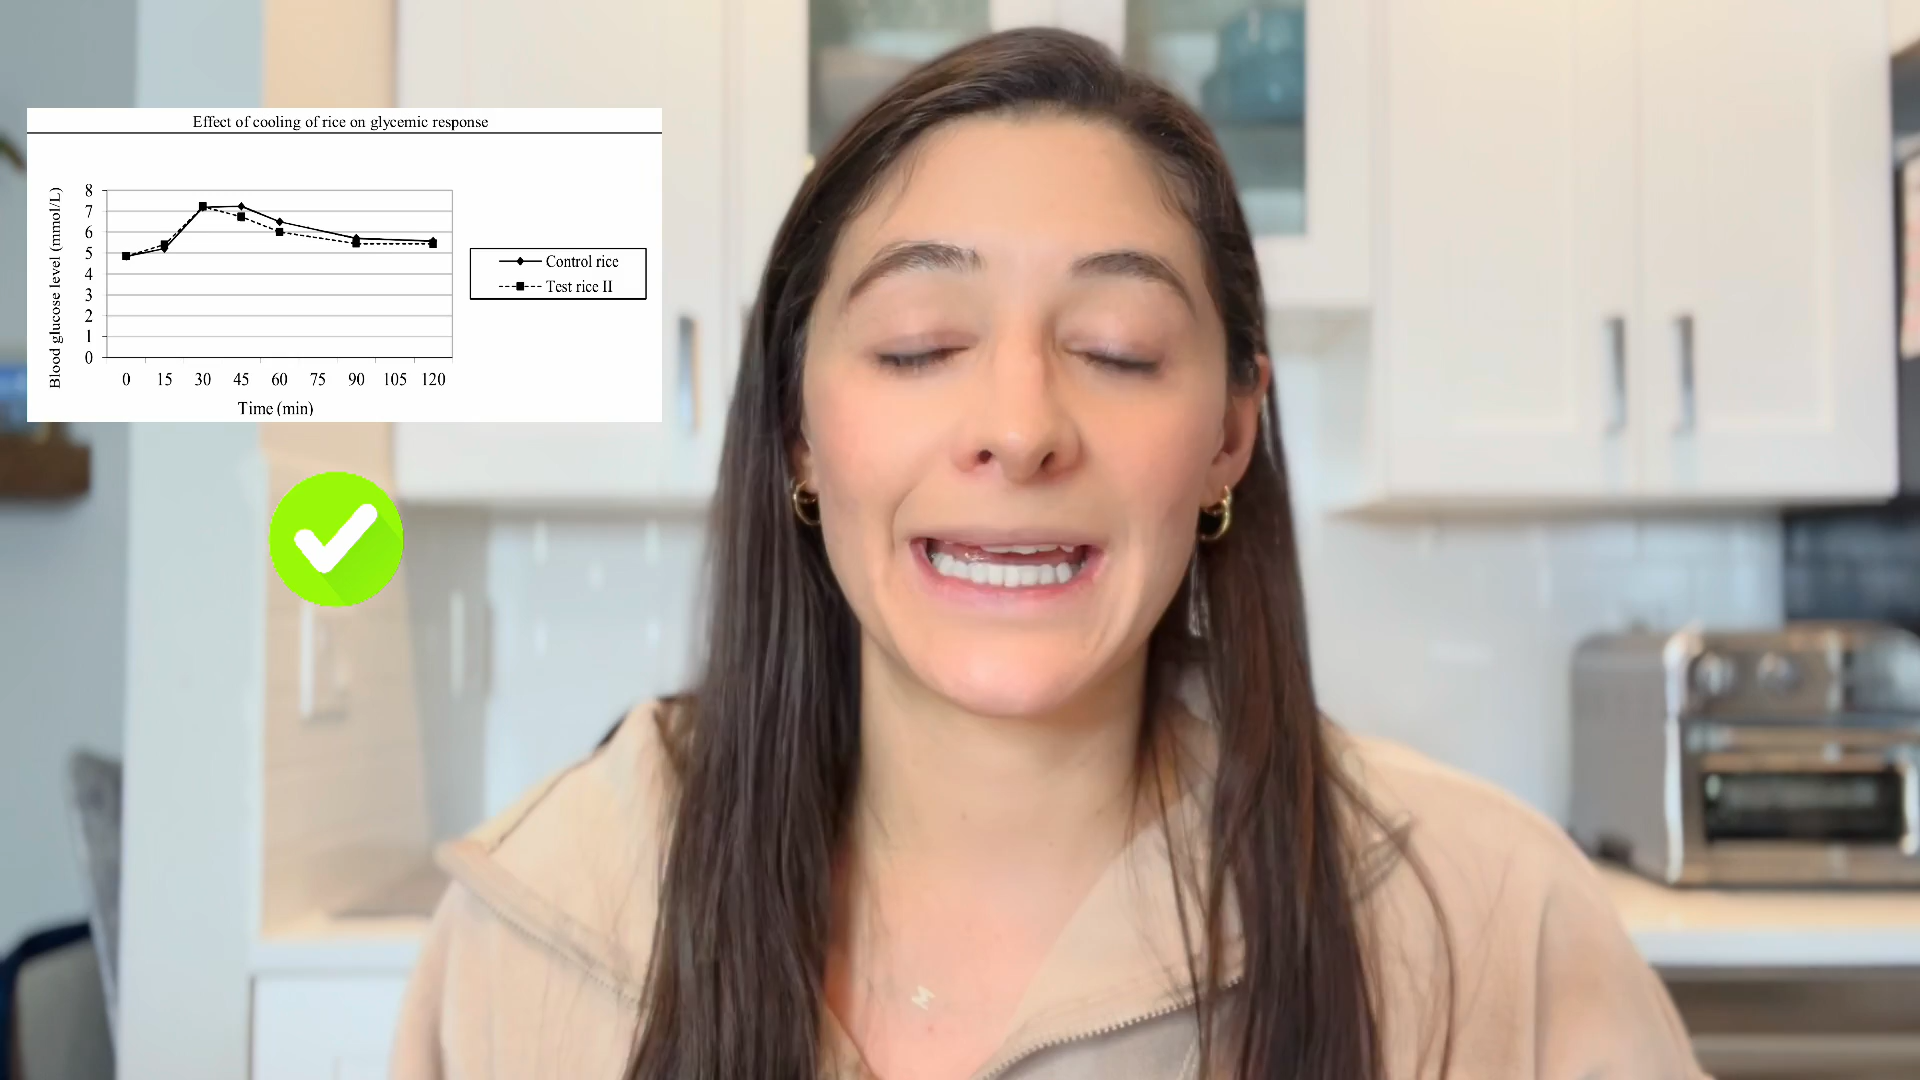 Effect of cooling of rice on glycemic response
Blood glucose level (mmol/L)
8
7
6
5
4
3
2
1
0
0 15 30 45 60 75 90 105 120
Time (min)
Control rice
Test rice II
M